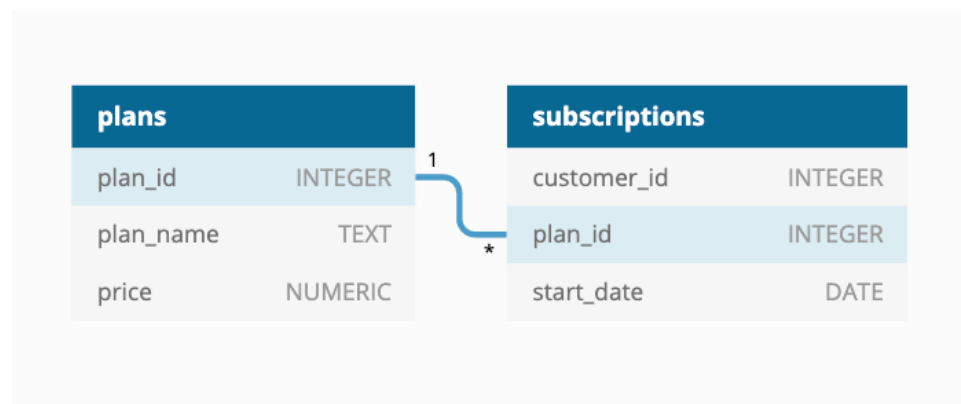 plans
plan_id INTEGER
plan_name TEXT
price NUMERIC
1
*
subscriptions
customer_id INTEGER
plan_id INTEGER
start_date DATE